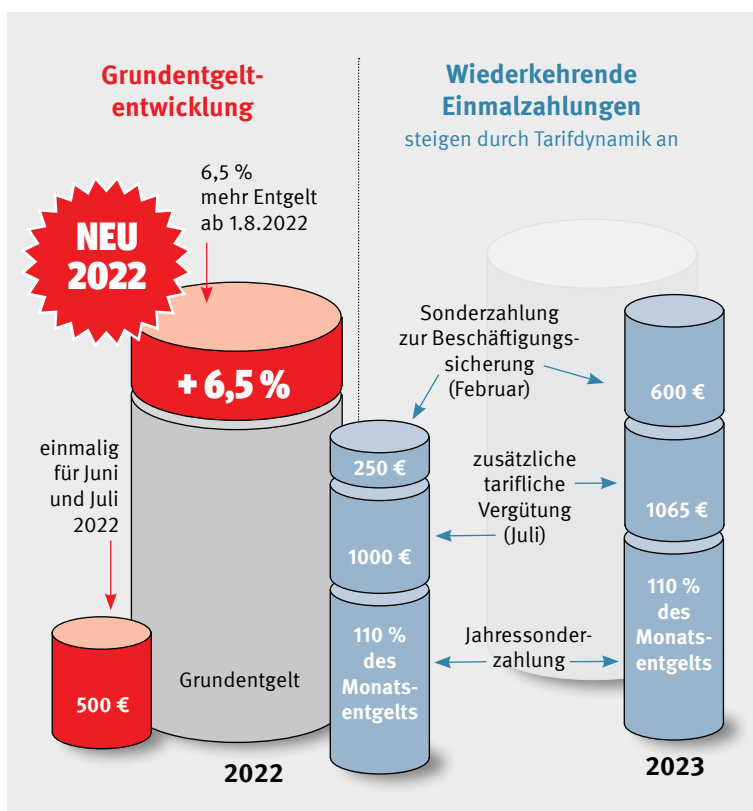 Grundentgelt-
entwicklung
Wiederkehrende
Einmalzahlungen
steigen durch Tarifdynamik an
6,5 %
mehr Entgelt
ab 1.8.2022
NEU
2022
+ 6,5 %
einmalig
für Juni
und Juli
2022
500 €
Grundentgelt
250 €
1000 €
110 %
des
Monats-
entgelts
2022
Sonderzahlung
zur Beschäftigungs-
sicherung
(Februar)
zusätzliche
tarifliche
Vergütung
(Juli)
Jahressonder-
zahlung
600 €
1065 €
110 %
des
Monats-
entgelts
2023